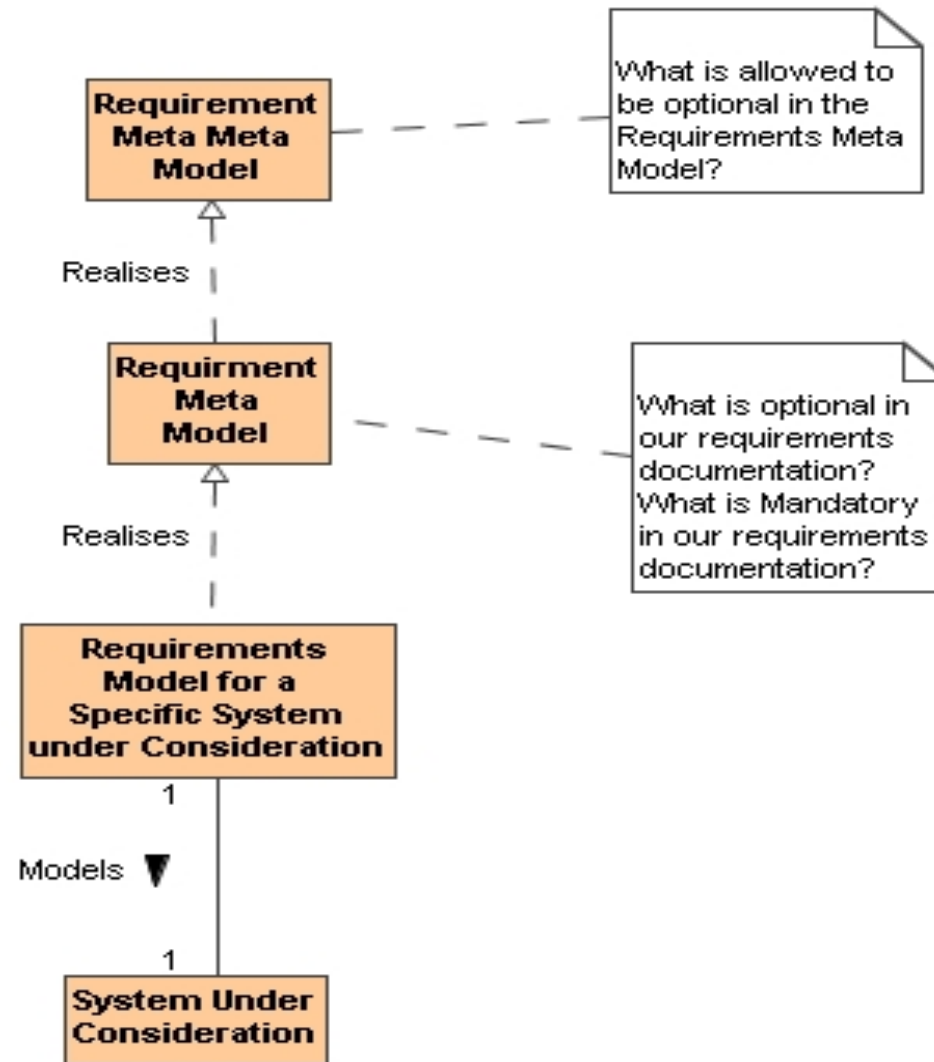 Requirement
Meta Meta
Model
What is allowed to
be optional in the
Requirements Meta
Model?
Realises
Requirment
Meta
Model
What is optional in
our requirements
documentation?
What is Mandatory
in our requirements
documentation?
Realises
Requirements
Model for a
Specific System
under Consideration
1
Models
1
System Under
Consideration